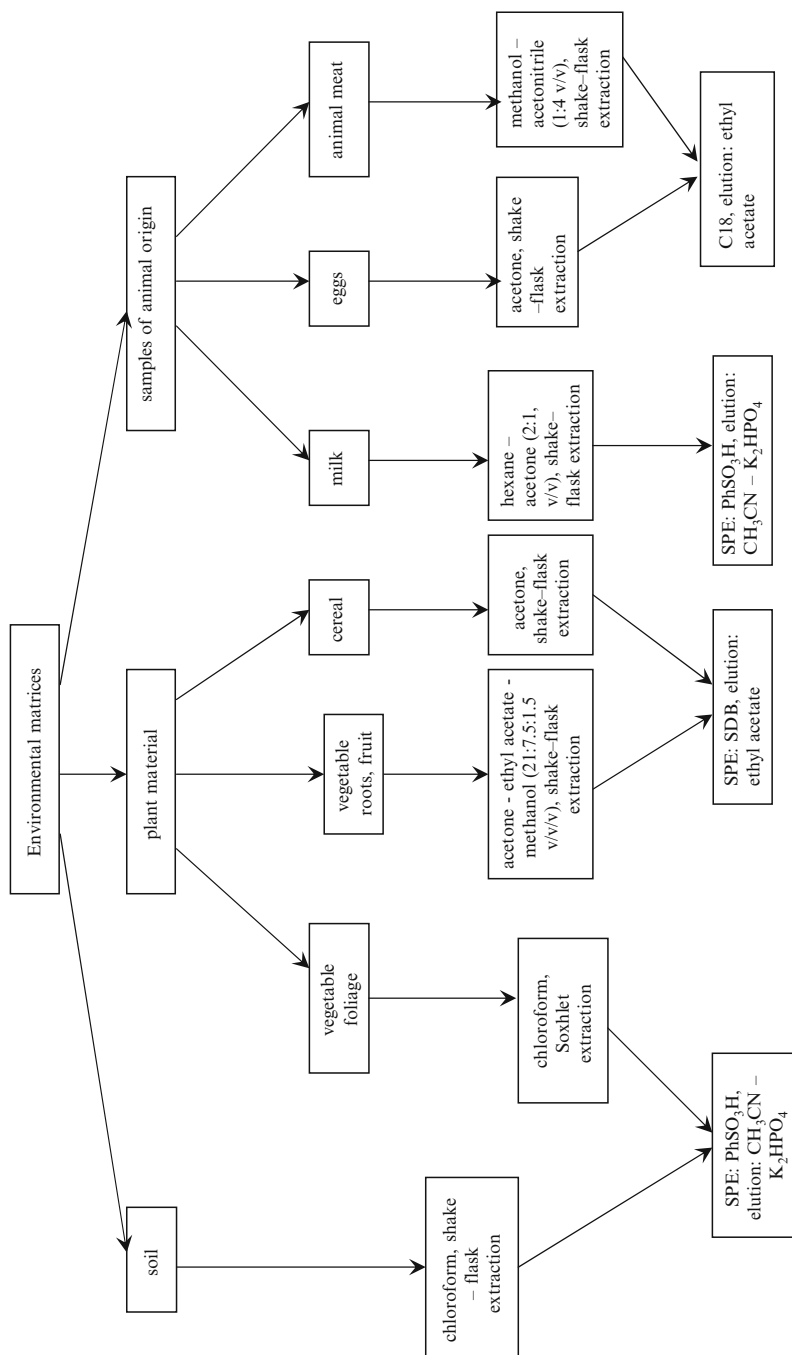 Environmental matrices
soil
plant material
samples of animal origin
vegetable
foliage
vegetable
roots, fruit
cereal
milk
eggs
animal meat
chloroform, shake
– flask
extraction
chloroform,
Soxhlet
extraction
acetone - ethyl acetate -
methanol (21:7.5:1.5
v/v/v), shake–flask
extraction
acetone,
shake–flask
extraction
hexane –
acetone (2:1,
v/v), shake–
flask extraction
acetone, shake
–flask
extraction
methanol –
acetonitrile
(1:4 v/v),
shake–flask
extraction
SPE: PhSO₃H,
elution: CH₃CN –
K₂HPO₄
SPE: SDB, elution:
ethyl acetate
SPE: PhSO₃H, elution:
CH₃CN – K₂HPO₄
C18, elution: ethyl
acetate